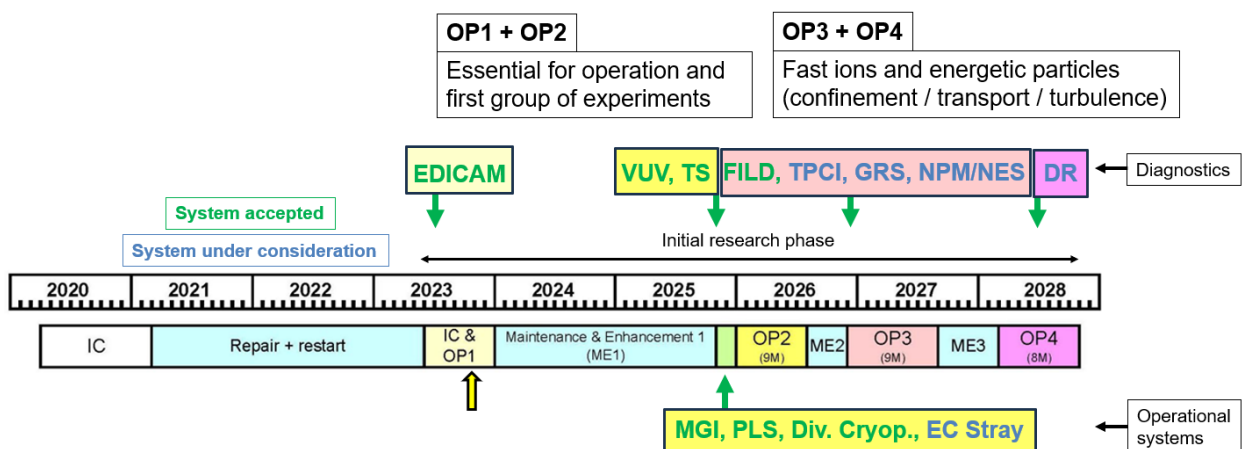 OP1 + OP2
Essential for operation and
first group of experiments
OP3 + OP4
Fast ions and energetic particles
(confinement / transport / turbulence)
EDICAM
VUV, TS
FILD, TPCI, GRS, NPM/NES
DR
Diagnostics
System accepted
System under consideration
Initial research phase
2020
2021
2022
2023
2024
2025
2026
2027
2028
IC
Repair + restart
IC &
OP1
Maintenance & Enhancement 1
(ME1)
OP2
(9M)
ME2
OP3
(9M)
ME3
OP4
(8M)
MGI, PLS, Div. Cryop., EC Stray
Operational
systems